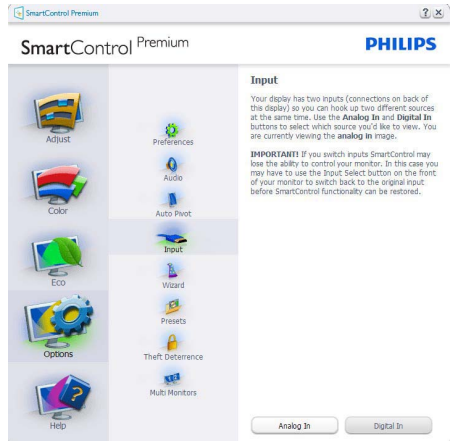 SmartControl Premium
SmartControl Premium
PHILIPS
Adjust
Color
Eco
Options
Help
Preferences
Audio
Auto Pivot
Input
Wizard
Presets
Theft Deterrence
Multi Monitors
Input
Your display has two inputs (connections on back of
this display) so you can hook up two different sources
at the same time. Use the Analog In and Digital In
buttons to select which source you'd like to view. You
are currently viewing the analog in image.
IMPORTANT! If you switch inputs SmartControl may
lose the ability to control your monitor. In this case you
may have to use the Input Select button on the front
of your monitor to switch back to the original input
before SmartControl functionality can be restored.
Analog In
Digital In